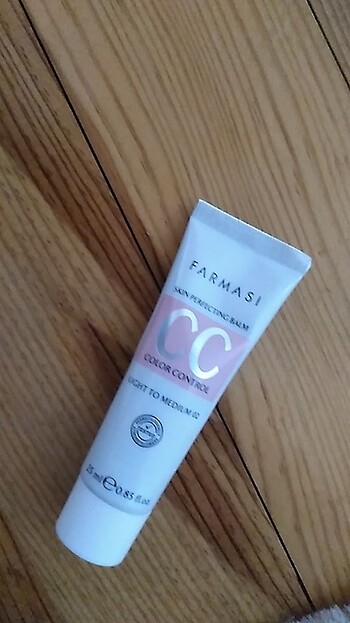 FARMASI
SKIN PERFECTING BALM
CC
COLOR CONTROL
LIGHT TO MEDIUM 02
25 ml ℮ 0.85 fl.oz